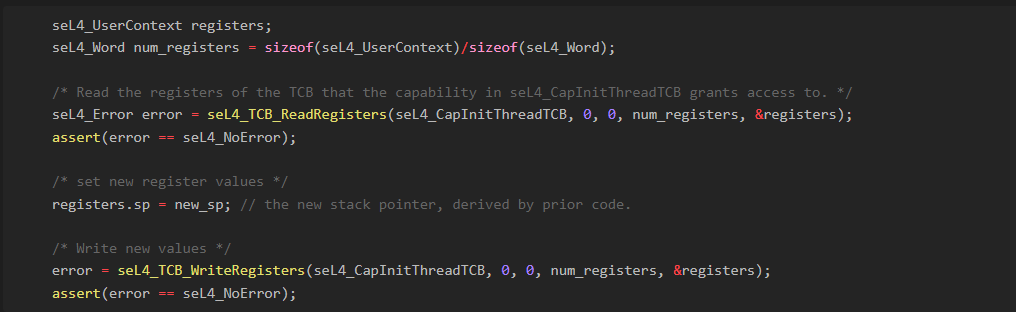 seL4_UserContext registers;
seL4_Word num_registers = sizeof(seL4_UserContext)/sizeof(seL4_Word);
/* Read the registers of the TCB that the capability in seL4_CapInitThreadTCB grants access to. */
seL4_Error error = seL4_TCB_ReadRegisters(seL4_CapInitThreadTCB, 0, 0, num_registers, &registers);
assert(error == seL4_NoError);
/* set new register values */
registers.sp = new_sp; // the new stack pointer, derived by prior code.
/* Write new values */
error = seL4_TCB_WriteRegisters(seL4_CapInitThreadTCB, 0, 0, num_registers, &registers);
assert(error == seL4_NoError);